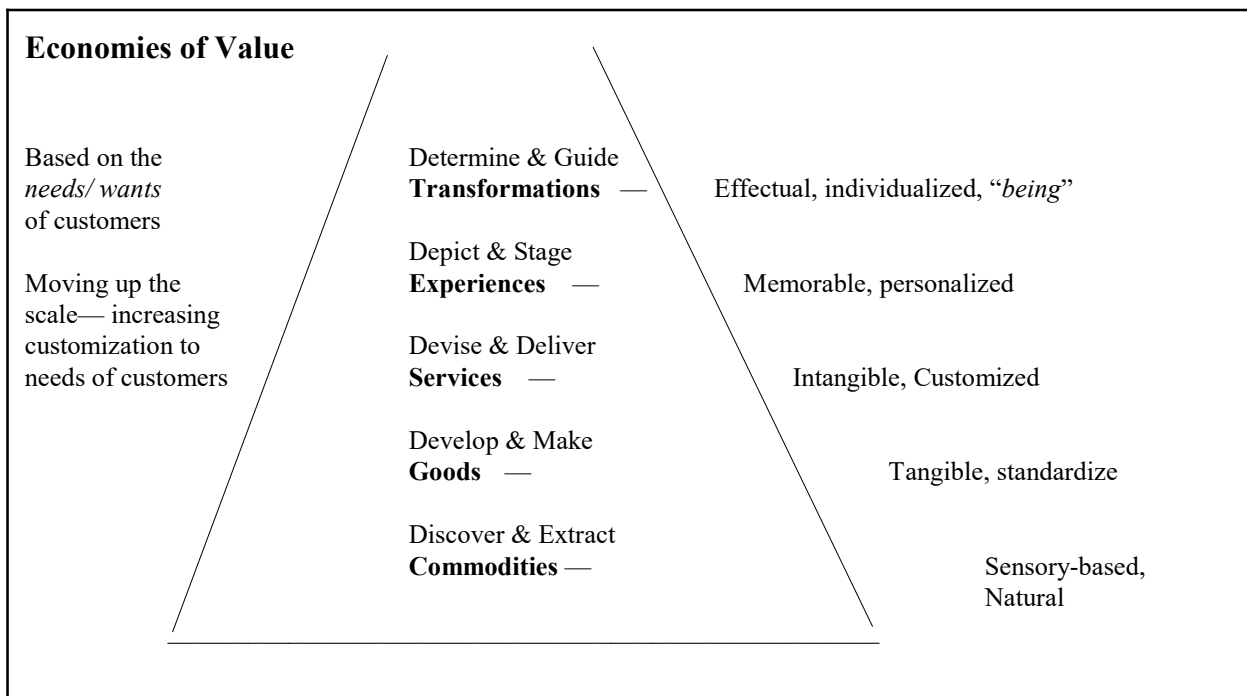 Economies of Value
Based on the
needs/ wants
of customers
Moving up the
scale— increasing
customization to
needs of customers
Determine & Guide
Transformations — Effectual, individualized, “being”
Depict & Stage
Experiences — Memorable, personalized
Devise & Deliver
Services — Intangible, Customized
Develop & Make
Goods — Tangible, standardize
Discover & Extract
Commodities — Sensory-based,
Natural